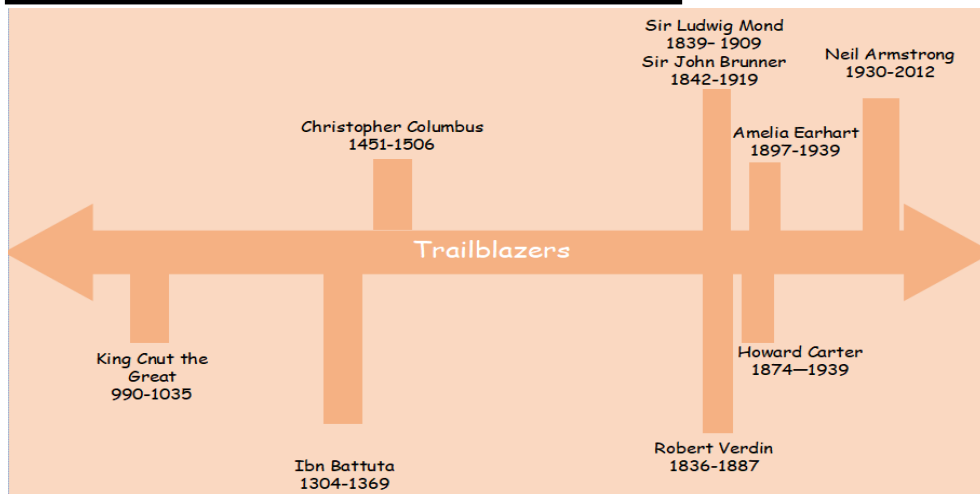 Sir Ludwig Mond
1839– 1909
Sir John Brunner
1842-1919
Neil Armstrong
1930-2012
Christopher Columbus
1451-1506
Amelia Earhart
1897-1939
Trailblazers
King Cnut the
Great
990-1035
Howard Carter
1874—1939
Robert Verdin
1836-1887
Ibn Battuta
1304-1369